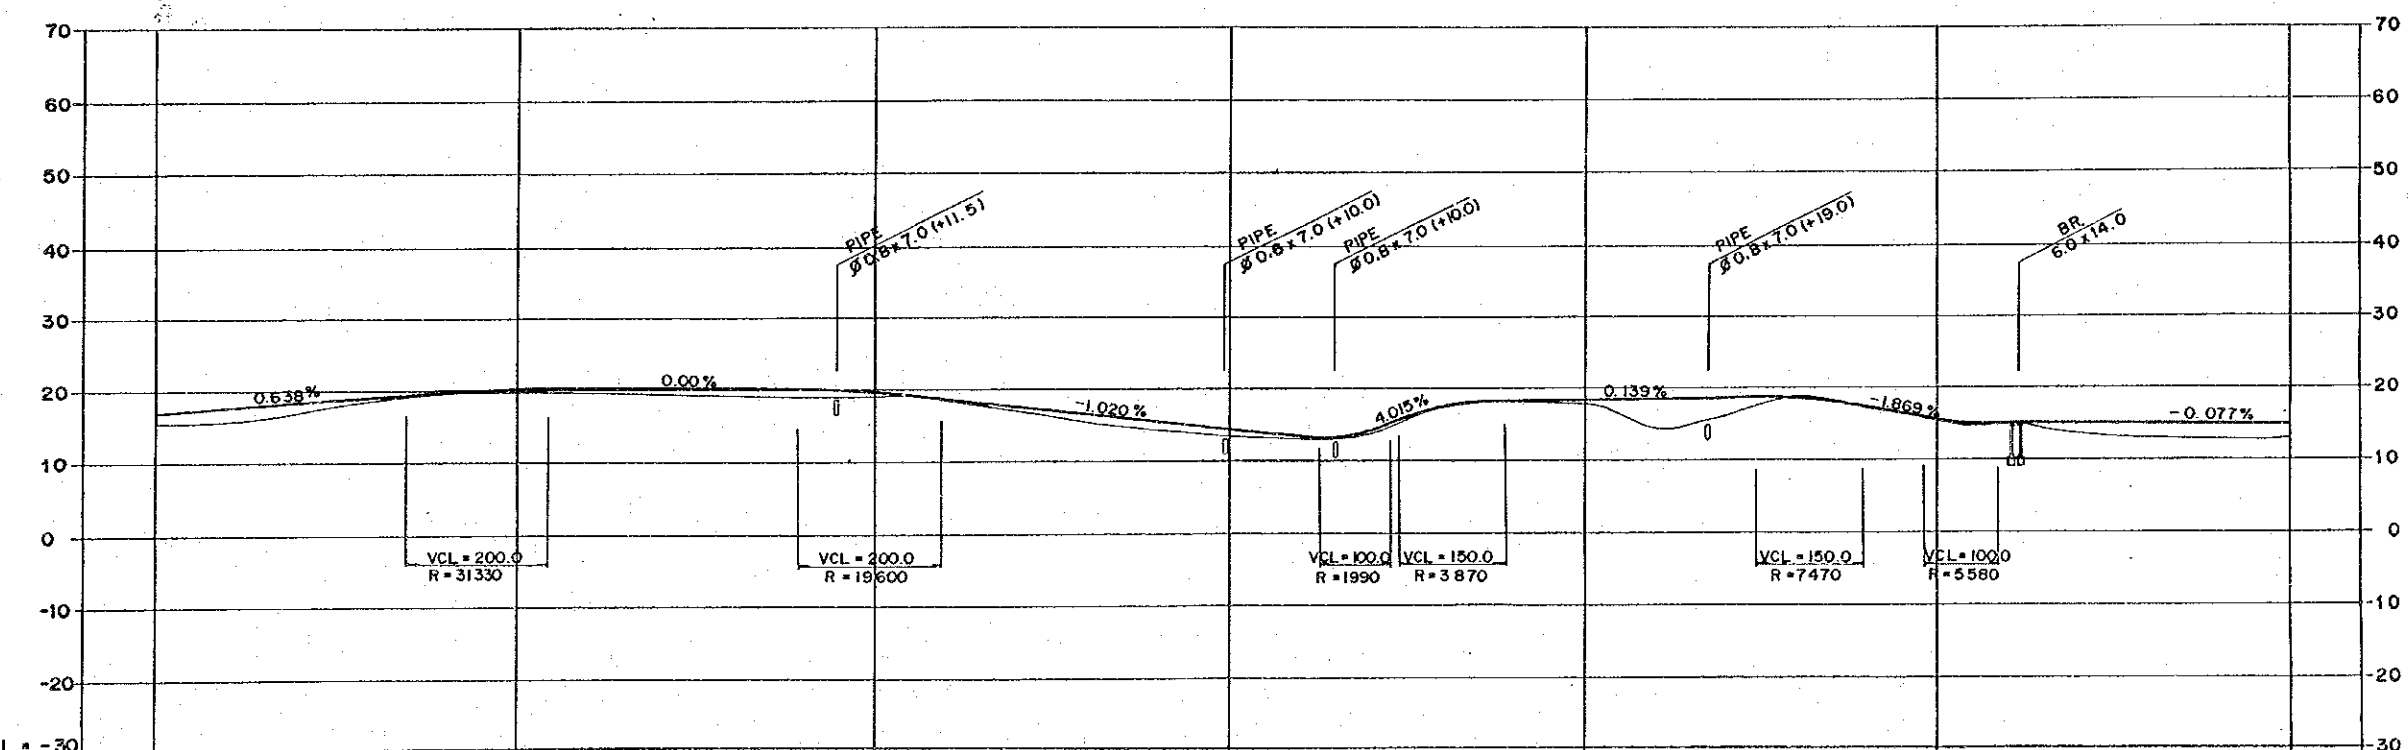 70 70
60 60
50 50
PIPE
Ø 0.8 x 7.0 (+11.5)
PIPE
Ø 0.8 x 7.0 (+10.0)
PIPE
Ø 0.8 x 7.0 (+10.0)
PIPE
Ø 0.8 x 7.0 (+19.0)
BR.
6.0 x 14.0
40 40
30 30
20 20
0.638%
0.00%
-1.020%
4.015%
0.139%
-1.869%
-0.077%
10 10
0 0
VCL = 200.0
R = 31330
VCL = 200.0
R = 19600
VCL = 100.0
R = 1990
VCL = 150.0
R = 3870
VCL = 150.0
R = 7470
VCL = 100.0
R = 5580
-10 -10
-20 -20
-30 -30